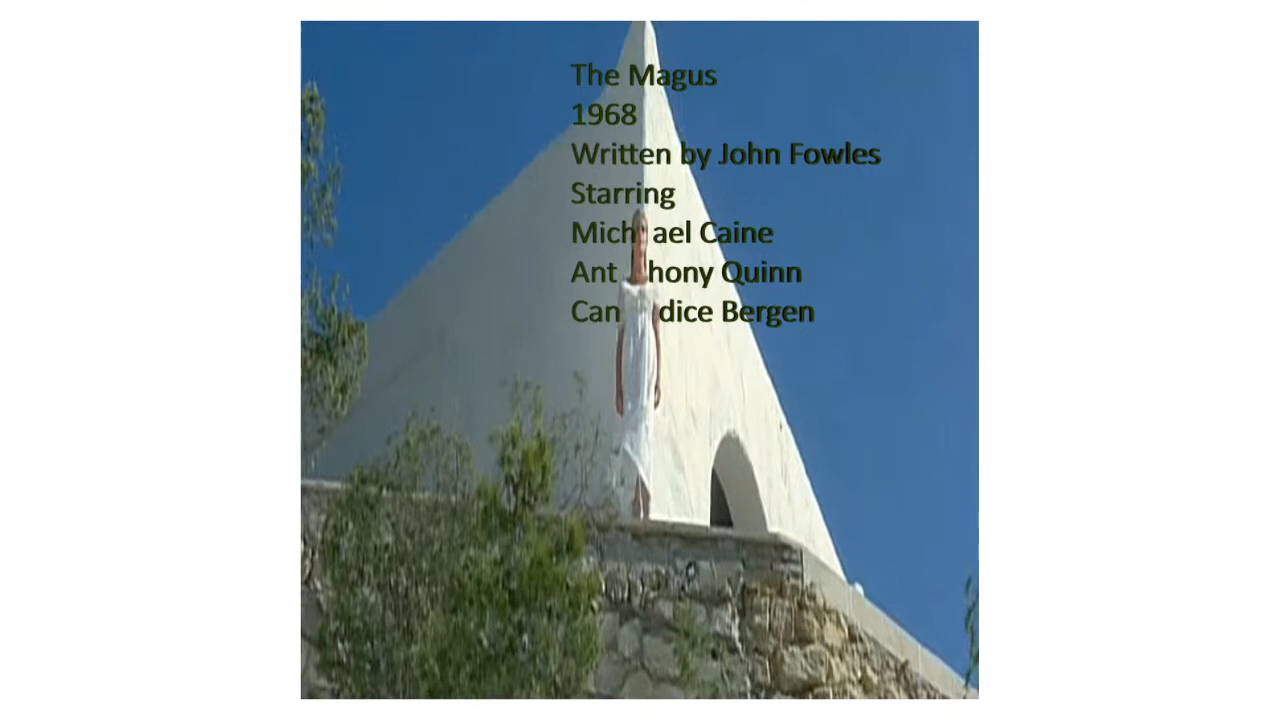 The Magus
1968
Written by John Fowles
Starring
Michael Caine
Anthony Quinn
Candice Bergen